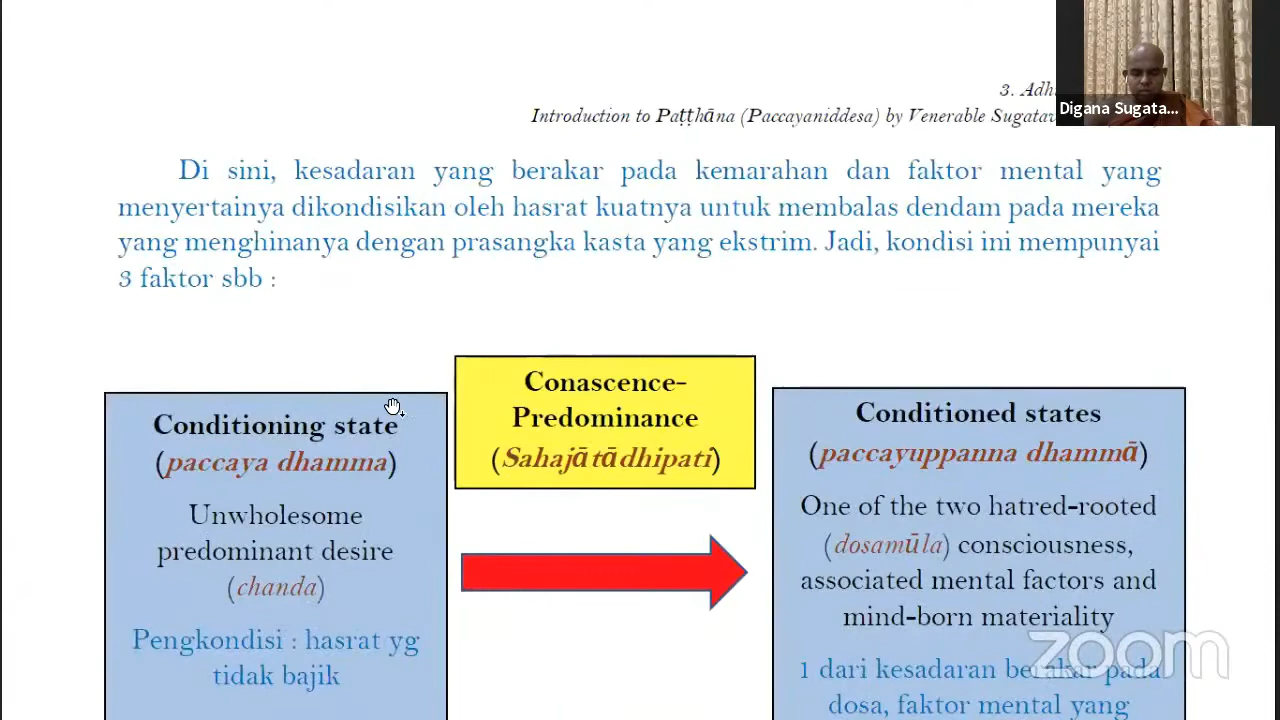 3. Adh
Introduction to Paṭṭhāna (Paccayaniddesa) by Venerable Sugata
Digana Sugata...
Di sini, kesadaran yang berakar pada kemarahan dan faktor mental yang
menyertainya dikondisikan oleh hasrat kuatnya untuk membalas dendam pada mereka
yang menghinanya dengan prasangka kasta yang ekstrim. Jadi, kondisi ini mempunyai
3 faktor sbb :
Conditioning state
(paccaya dhamma)
Unwholesome
predominant desire
(chanda)
Pengkondisi : hasrat yg
tidak bajik
Conascence-
Predominance
(Sahajātādhipati)
Conditioned states
(paccayuppanna dhammā)
One of the two hatred-rooted
(dosamūla) consciousness,
associated mental factors and
mind-born materiality
1 dari kesadaran berakar pada
dosa, faktor mental yang
zoom